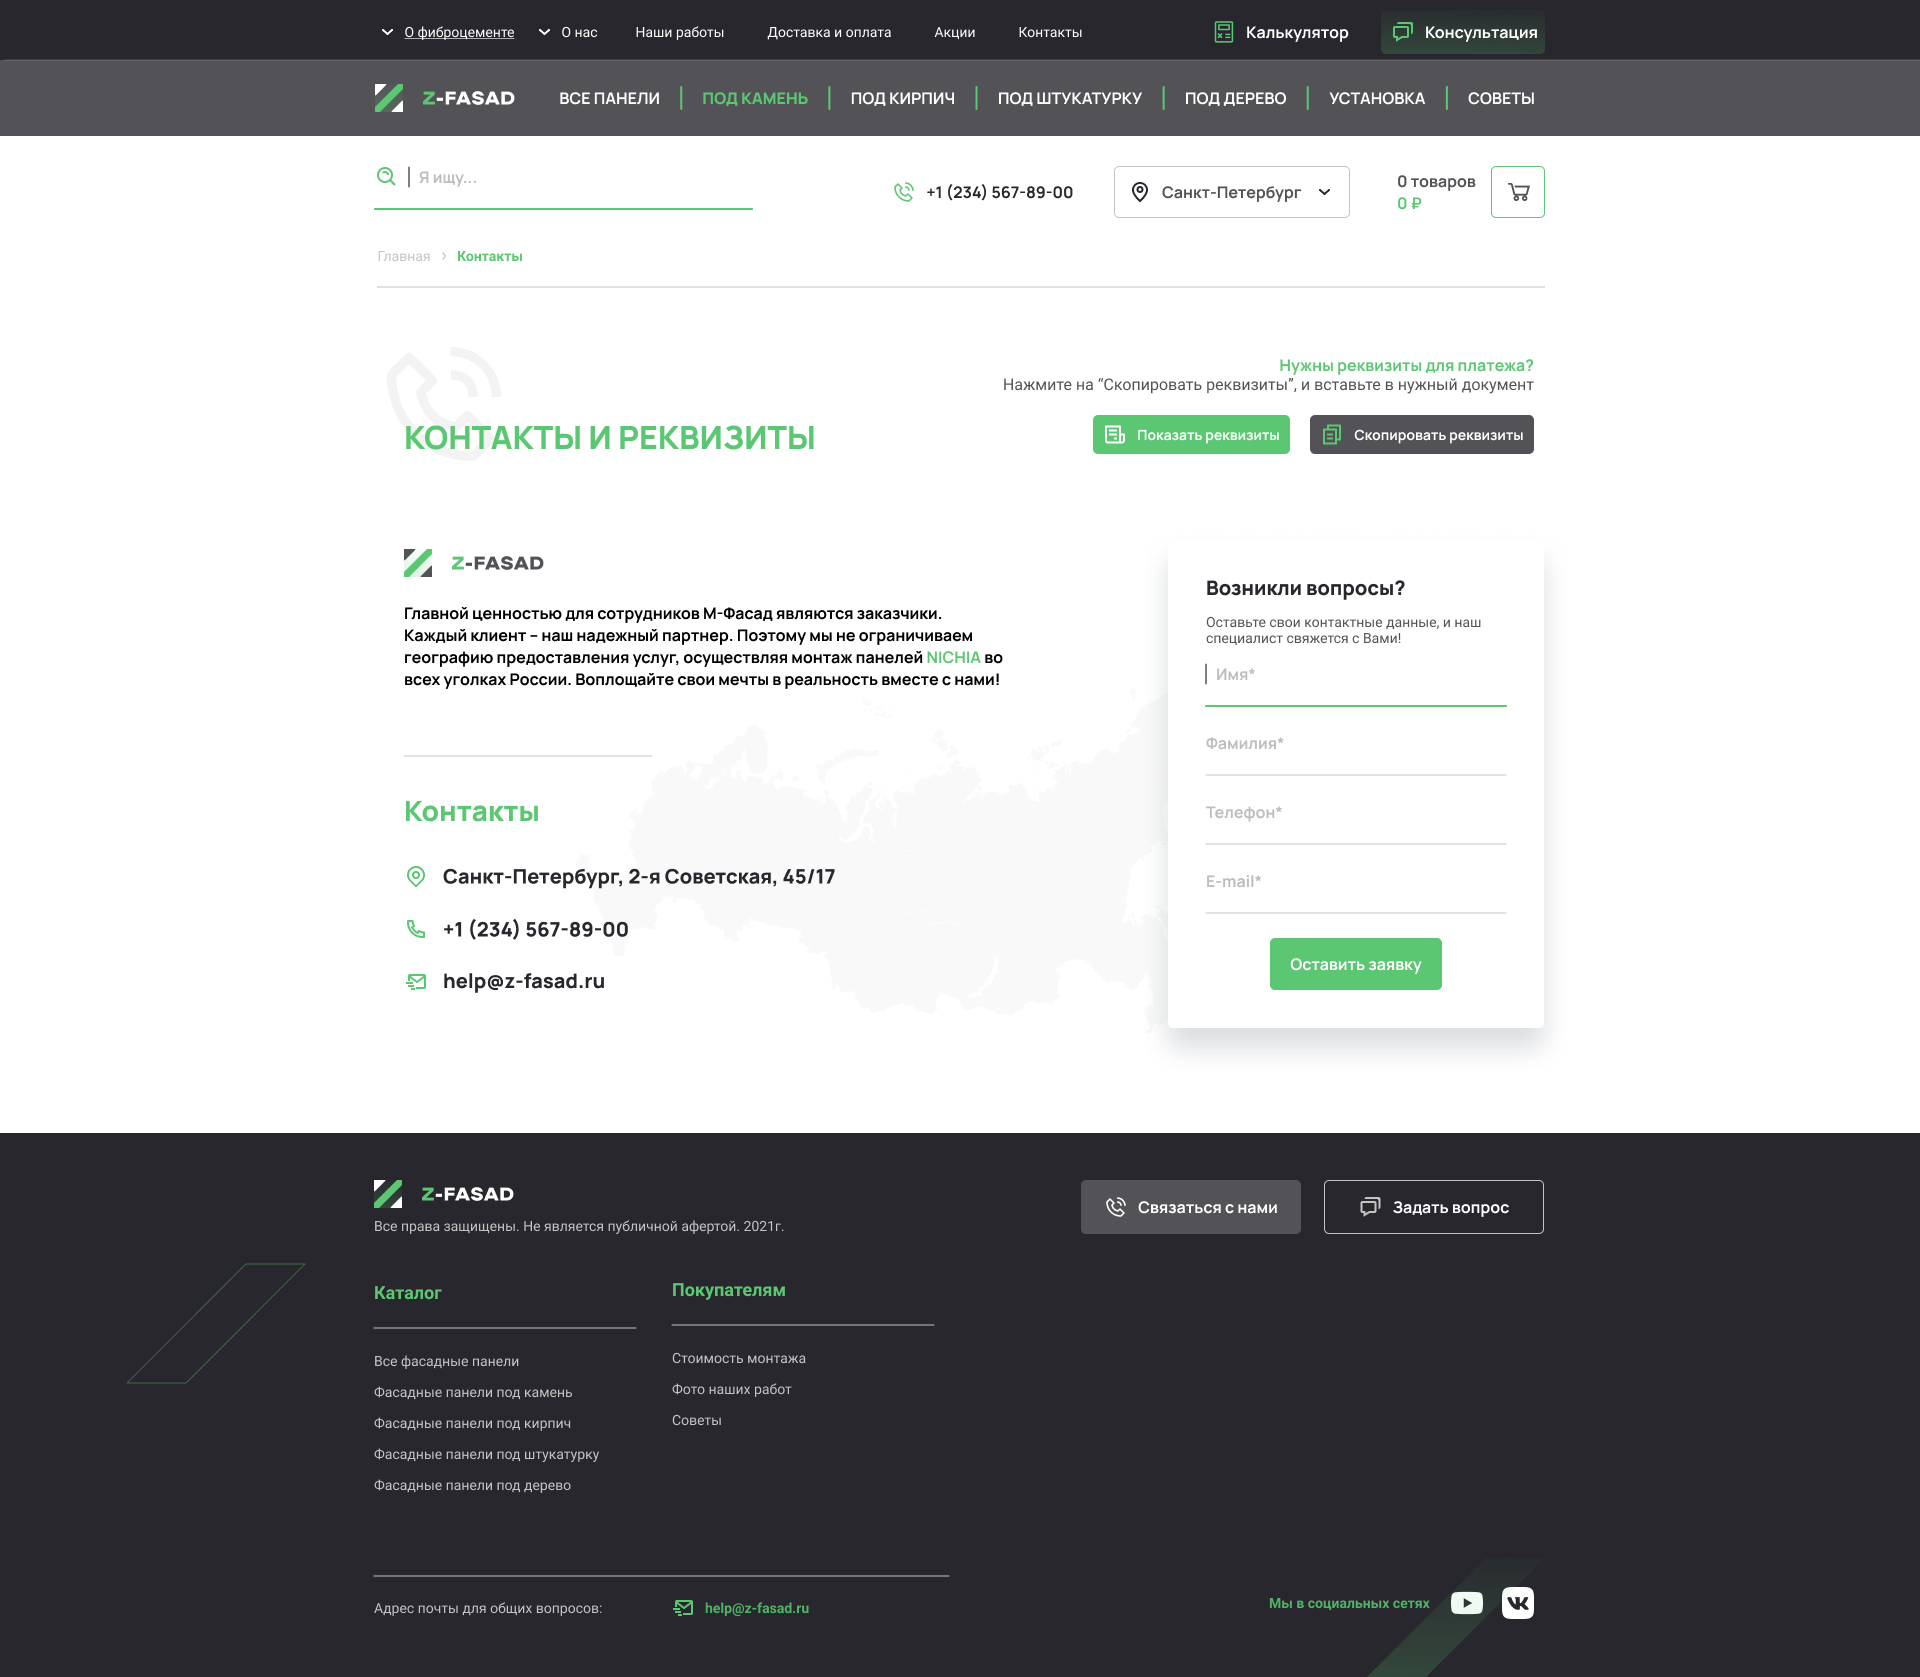 О фиброцементе
О нас
Наши работы
Доставка и оплата
Акции
Контакты
Калькулятор
Консультация
Z-FASAD
ВСЕ ПАНЕЛИ
ПОД КАМЕНЬ
ПОД КИРПИЧ
ПОД ШТУКАТУРКУ
ПОД ДЕРЕВО
УСТАНОВКА
СОВЕТЫ
Я ищу...
+1 (234) 567-89-00
Санкт-Петербург
0 товаров
0 ₽
Главная
Контакты
Нужны реквизиты для платежа?
Нажмите на “Скопировать реквизиты”, и вставьте в нужный документ
КОНТАКТЫ И РЕКВИЗИТЫ
Показать реквизиты
Скопировать реквизиты
Z-FASAD
Главной ценностью для сотрудников М-Фасад являются заказчики.
Каждый клиент – наш надежный партнер. Поэтому мы не ограничиваем
географию предоставления услуг, осуществляя монтаж панелей NICHIA во
всех уголках России. Воплощайте свои мечты в реальность вместе с нами!
Контакты
Санкт-Петербург, 2-я Советская, 45/17
+1 (234) 567-89-00
help@z-fasad.ru
Возникли вопросы?
Оставьте свои контактные данные, и наш
специалист свяжется с Вами!
Имя*
Фамилия*
Телефон*
E-mail*
Оставить заявку
Z-FASAD
Все права защищены. Не является публичной афертой. 2021г.
Связаться с нами
Задать вопрос
Каталог
Все фасадные панели
Фасадные панели под камень
Фасадные панели под кирпич
Фасадные панели под штукатурку
Фасадные панели под дерево
Покупателям
Стоимость монтажа
Фото наших работ
Советы
Адрес почты для общих вопросов:
help@z-fasad.ru
Мы в социальных сетях